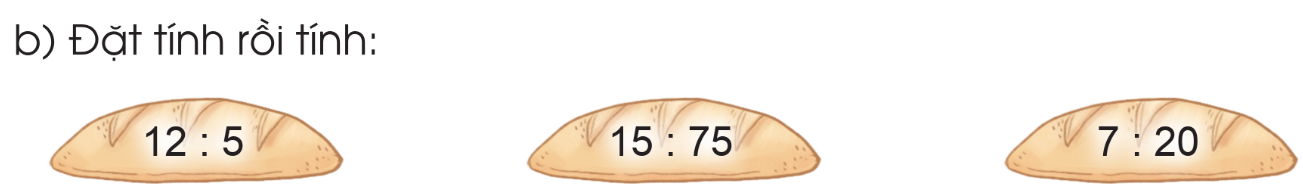 b) Đặt tính rồi tính:
12 : 5 15 : 75 7 : 20